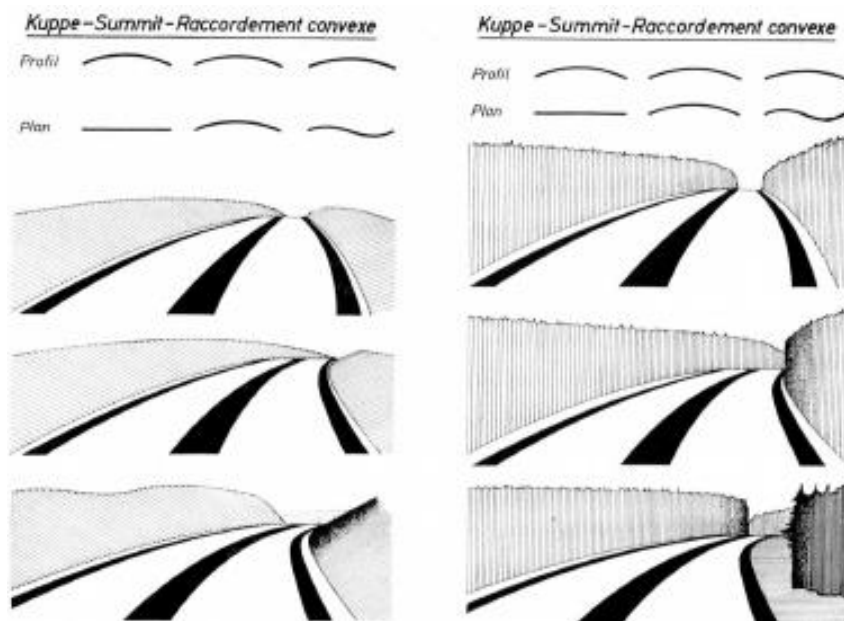 Kuppe-Summit-Raccordement convexe
Profil
Plan
Kuppe-Summit-Raccordement convexe
Profil
Plan